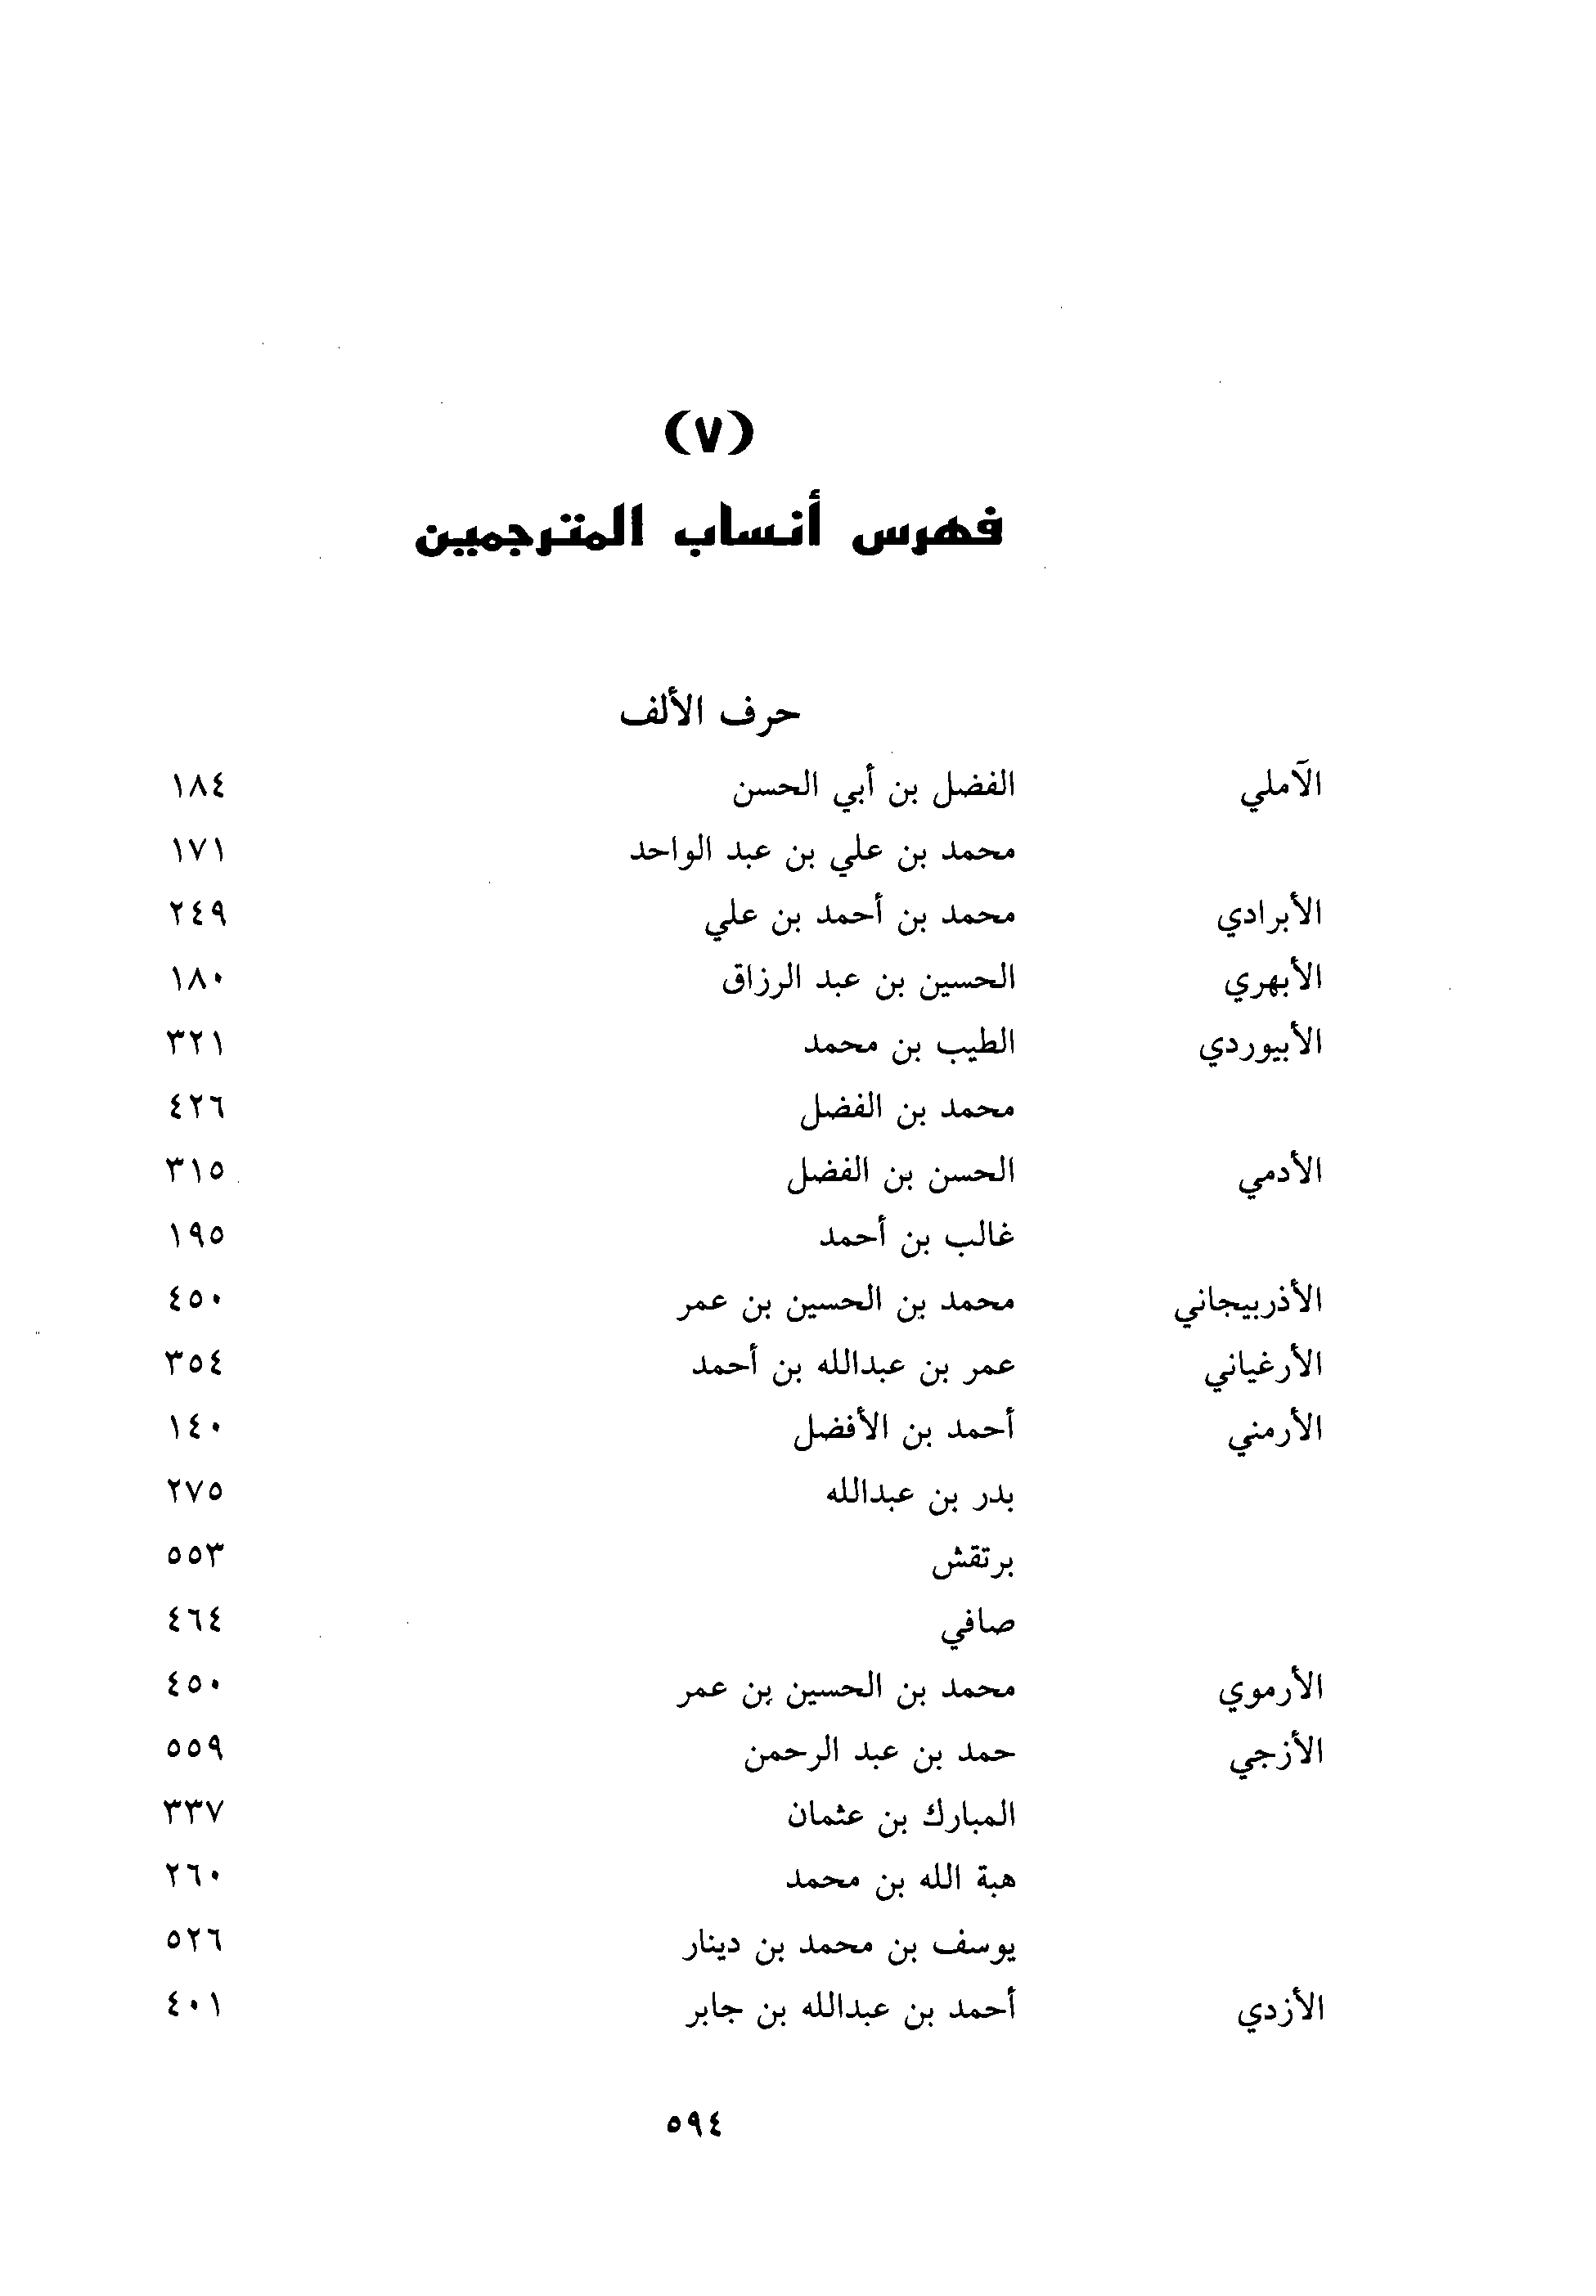 (٧)
فهرس أنساب المترجمين
حرف الألف
الآملي الفضل بن أبي الحسن ١٨٤
محمد بن علي بن عبد الواحد ١٧١
الأبرادي محمد بن أحمد بن علي ٢٤٩
الأبهري الحسين بن عبد الرزاق ١٨٠
الأبيوردي الطيب بن محمد ٣٢١
محمد بن الفضل ٤٢٦
الأدمي الحسن بن الفضل ٣١٥
غالب بن أحمد ١٩٥
الأذربيجاني محمد بن الحسين بن عمر ٤٥٠
الأرغياني عمر بن عبدالله بن أحمد ٣٥٤
الأرمني أحمد بن الأفضل ١٤٠
بدر بن عبدالله ٢٧٥
برتقش ٥٥٣
صافي ٤٦٤
الأرموي محمد بن الحسين بن عمر ٤٥٠
الأزجي حمد بن عبد الرحمن ٥٥٩
المبارك بن عثمان ٣٣٧
هبة الله بن محمد ٢٦٠
يوسف بن محمد بن دينار ٥٢٦
الأزدي أحمد بن عبدالله بن جابر ٤٠١
٥٩٤